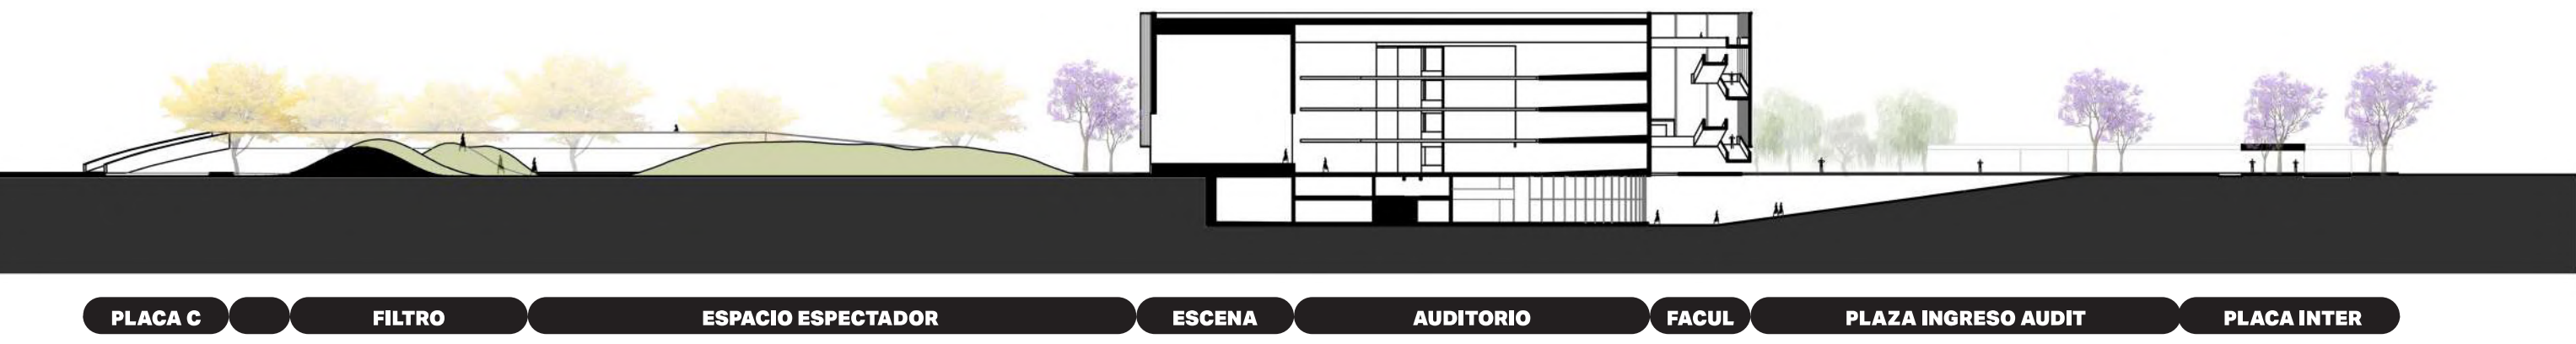 PLACA C
FILTRO
ESPACIO ESPECTADOR
ESCENA
AUDITORIO
FACUL
PLAZA INGRESO AUDIT
PLACA INTER